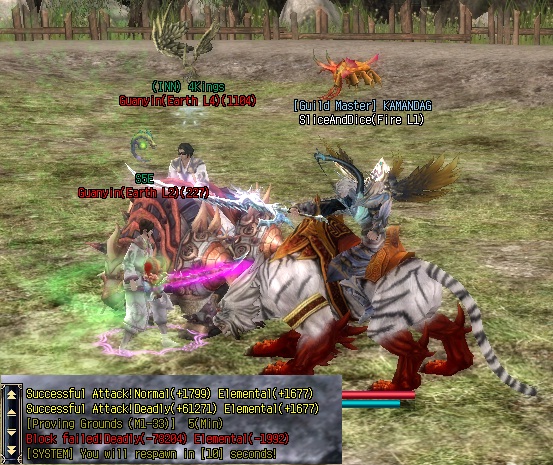 (INN) 4Kings
Guanyin(Earth L4)(1104)
[Guild Master] KAMANDAG
SliceAndDice(Fire L1)
SSE
Guanyin(Earth L2)(227)
Successful Attack!Normal(+1799) Elemental(+1677)
Successful Attack!Deadly(+61271) Elemental(+1677)
[Proving Grounds (M1-33)] 5(Min)
Block failed!Deadly(-79204) Elemental(-1992)
[SYSTEM] You will respawn in [10] seconds!